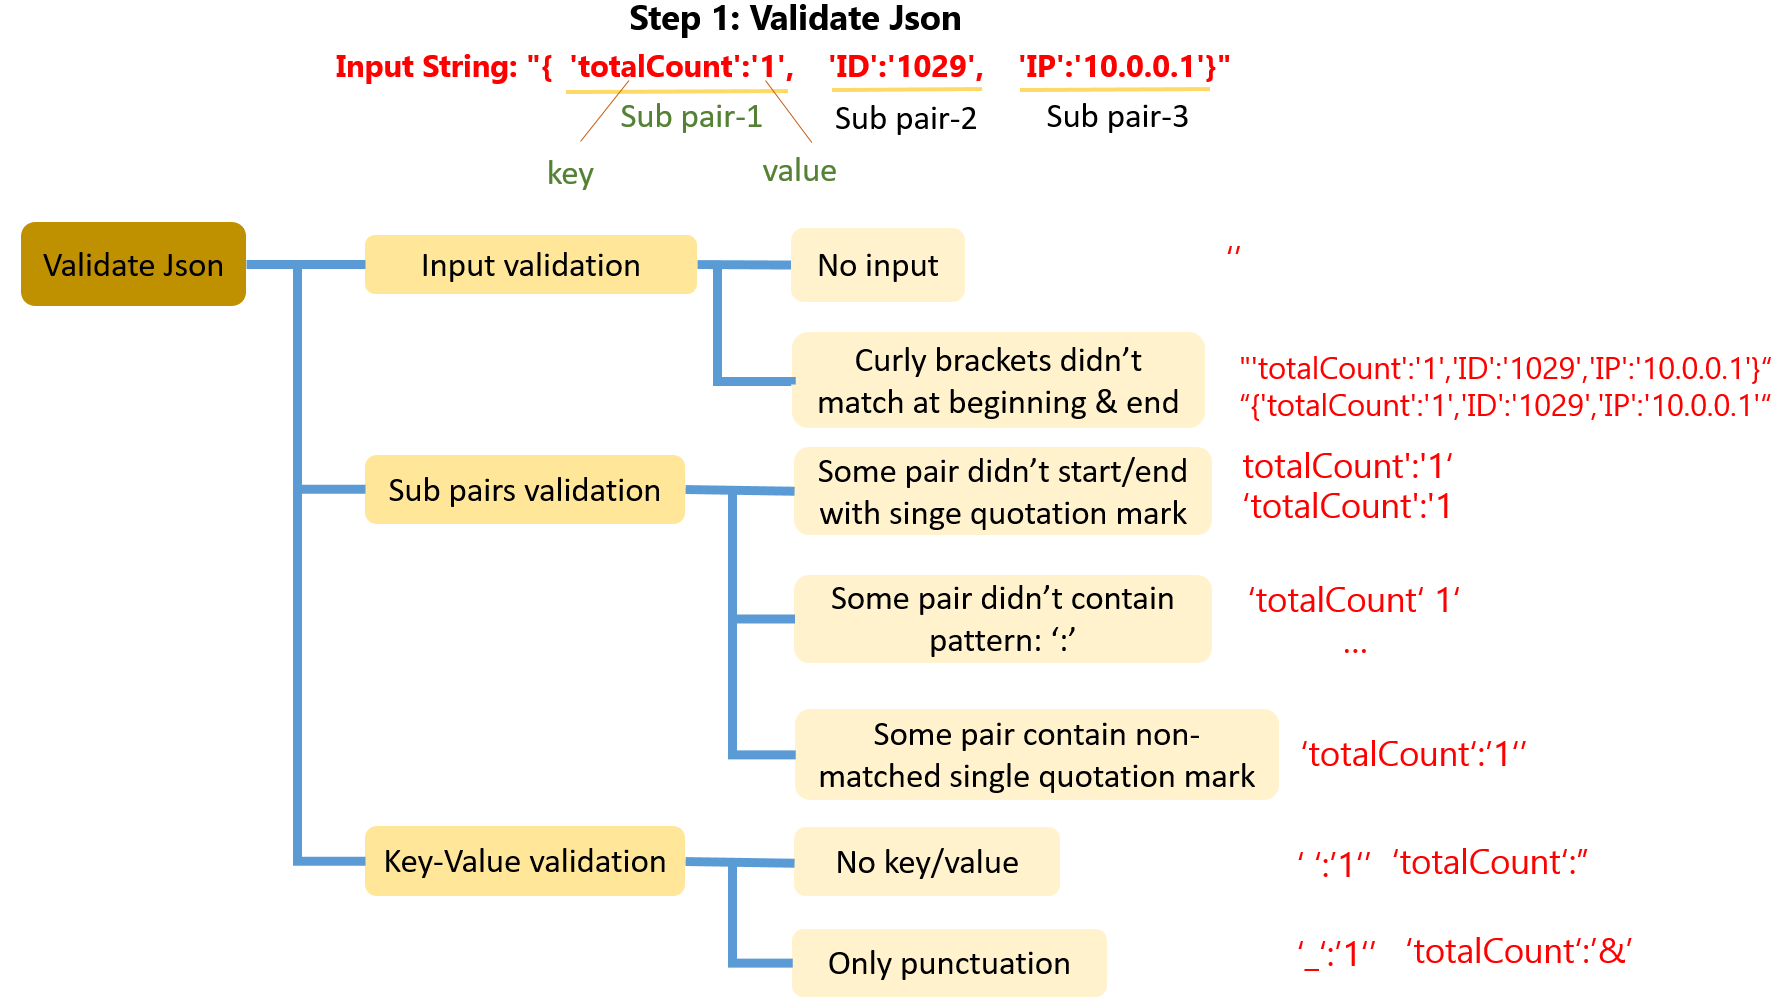 Step 1: Validate Json
Input String: "{ 'totalCount':'1', 'ID':'1029', 'IP':'10.0.0.1'}"
Sub pair-1 Sub pair-2 Sub pair-3
key value
Validate Json
Input validation
No input
‘’
Curly brackets didn’t
match at beginning & end
"'totalCount':'1','ID':'1029','IP':'10.0.0.1'}“
“{'totalCount':'1','ID':'1029','IP':'10.0.0.1'“
Sub pairs validation
Some pair didn’t start/end
with singe quotation mark
totalCount':'1‘
‘totalCount':'1
Some pair didn’t contain
pattern: ‘:’
‘totalCount‘ 1‘
...
Some pair contain non-
matched single quotation mark
‘totalCount‘:’1‘’
Key-Value validation
No key/value
‘ ‘:’1‘’ ‘totalCount‘:’’
Only punctuation
‘_‘:’1‘’ ‘totalCount‘:’&’